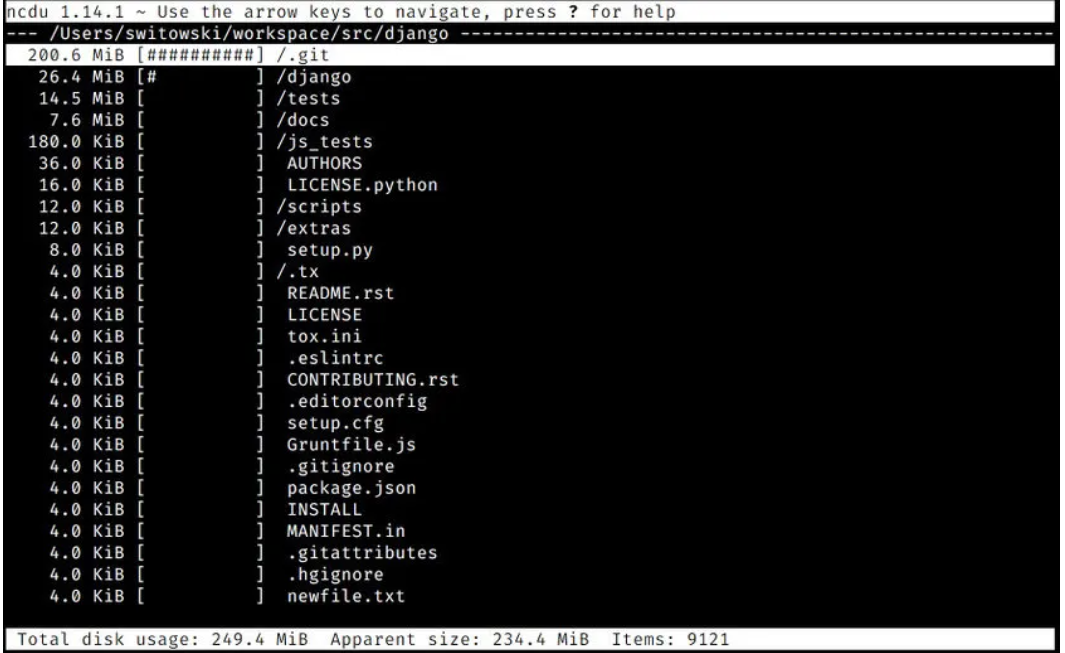 ncdu 1.14.1 ~ Use the arrow keys to navigate, press ? for help
--- /Users/switowski/workspace/src/django -------------------------------------------------------
  200.6 MiB [##########] /.git
   26.4 MiB [#         ] /django
   14.5 MiB [          ] /tests
    7.6 MiB [          ] /docs
  180.0 KiB [          ] /js_tests
   36.0 KiB [          ]  AUTHORS
   16.0 KiB [          ]  LICENSE.python
   12.0 KiB [          ] /scripts
   12.0 KiB [          ] /extras
    8.0 KiB [          ]  setup.py
    4.0 KiB [          ] /.tx
    4.0 KiB [          ]  README.rst
    4.0 KiB [          ]  LICENSE
    4.0 KiB [          ]  tox.ini
    4.0 KiB [          ]  .eslintrc
    4.0 KiB [          ]  CONTRIBUTING.rst
    4.0 KiB [          ]  .editorconfig
    4.0 KiB [          ]  setup.cfg
    4.0 KiB [          ]  Gruntfile.js
    4.0 KiB [          ]  .gitignore
    4.0 KiB [          ]  package.json
    4.0 KiB [          ]  INSTALL
    4.0 KiB [          ]  MANIFEST.in
    4.0 KiB [          ]  .gitattributes
    4.0 KiB [          ]  .hgignore
    4.0 KiB [          ]  newfile.txt
 Total disk usage: 249.4 MiB  Apparent size: 234.4 MiB  Items: 9121